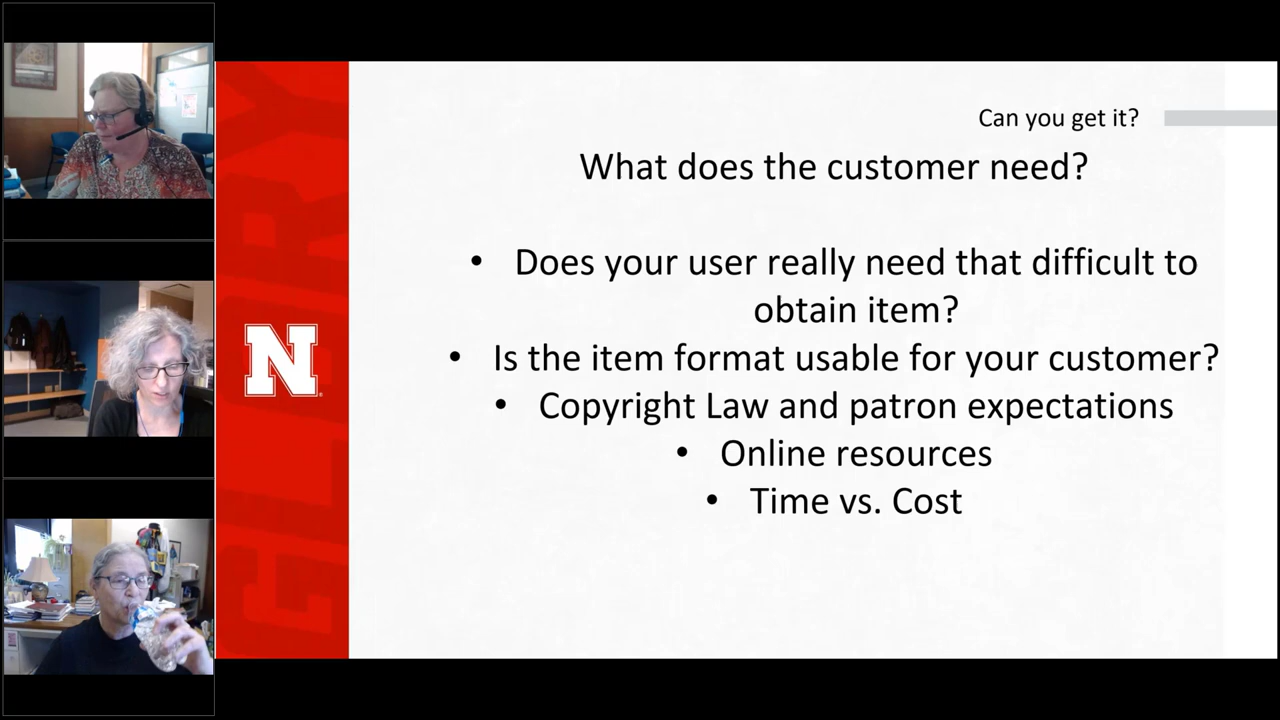 Can you get it?
What does the customer need?
• Does your user really need that difficult to
obtain item?
• Is the item format usable for your customer?
• Copyright Law and patron expectations
• Online resources
• Time vs. Cost
GLORY
N